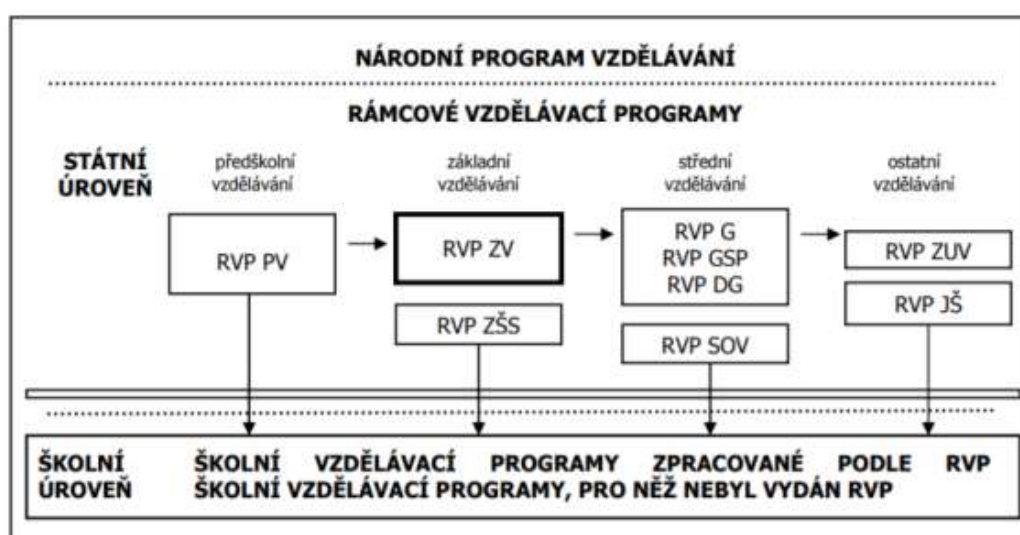 NÁRODNÍ PROGRAM VZDĚLÁVÁNÍ
RÁMCOVÉ VZDĚLÁVACÍ PROGRAMY
STÁTNÍ
ÚROVEŇ
předškolní
vzdělávání
základní
vzdělávání
střední
vzdělávání
ostatní
vzdělávání
RVP PV
RVP ZV
RVP G
RVP GSP
RVP DG
RVP ZUV
RVP ZŠS
RVP SOV
RVP JŠ
ŠKOLNÍ ŠKOLNÍ VZDĚLÁVACÍ PROGRAMY ZPRACOVANÉ PODLE RVP
ÚROVEŇ ŠKOLNÍ VZDĚLÁVACÍ PROGRAMY, PRO NĚŽ NEBYL VYDÁN RVP